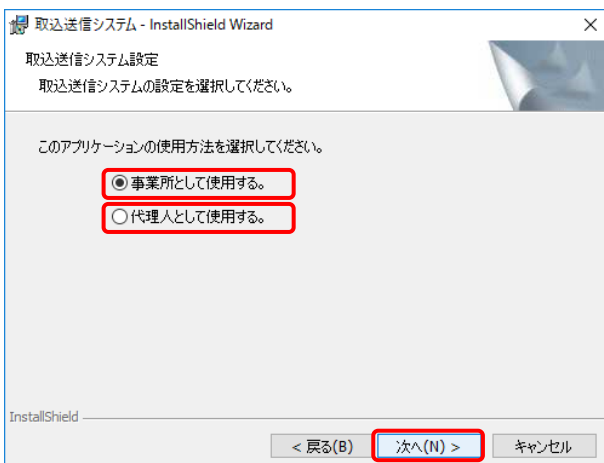 取込送信システム - InstallShield Wizard
取込送信システム設定
取込送信システムの設定を選択してください。
このアプリケーションの使用方法を選択してください。
事業所として使用する。
代理人として使用する。
InstallShield
< 戻る(B)
次へ(N) >
キャンセル